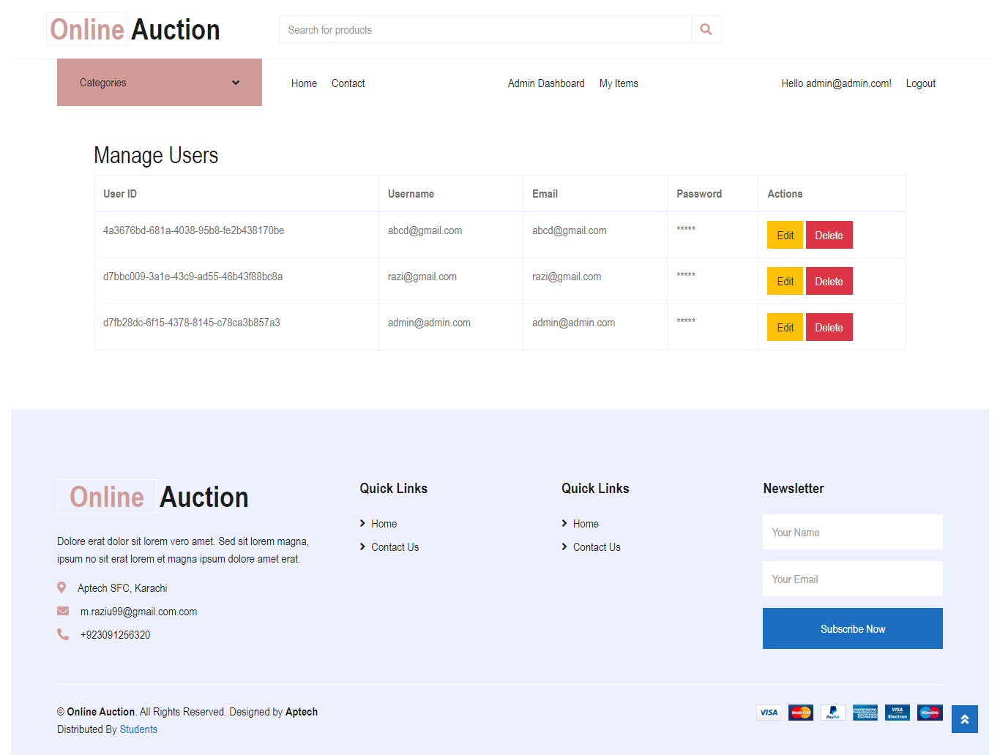 Online Auction
Search for products
Categories
Home Contact Admin Dashboard My Items Hello admin@admin.com! Logout
Manage Users
User ID Username Email Password Actions
4a3676bd-681a-4038-95b8-fe2b438170be abcd@gmail.com abcd@gmail.com ***** Edit Delete
d7bbc009-3a1e-43c9-ad55-46b43f88bc8a razi@gmail.com razi@gmail.com ***** Edit Delete
d7fb28dc-6f15-4378-8145-c78ca3b857a3 admin@admin.com admin@admin.com ***** Edit Delete
Online Auction
Dolore erat dolor sit lorem vero amet. Sed sit lorem magna,
ipsum no sit erat lorem et magna ipsum dolore amet erat.
Aptech SFC, Karachi
m.raziu99@gmail.com.com
+923091256320
Quick Links
Home
Contact Us
Quick Links
Home
Contact Us
Newsletter
Your Name
Your Email
Subscribe Now
© Online Auction. All Rights Reserved. Designed by Aptech
Distributed By Students
VISA MasterCard PayPal AMERICAN EXPRESS VISA Electron Maestro